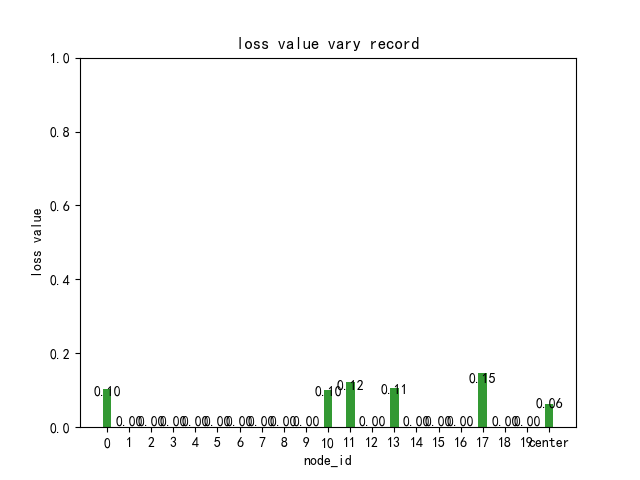 loss value vary record
loss value
1.0
0.8
0.6
0.4
0.2
0.0
0.10 0.00 0.00 0.00 0.00 0.00 0.00 0.00 0.00 0.00 0.10 0.12 0.00 0.11 0.00 0.00 0.00 0.15 0.00 0.00 0.06
0 1 2 3 4 5 6 7 8 9 10 11 12 13 14 15 16 17 18 19 center
node_id